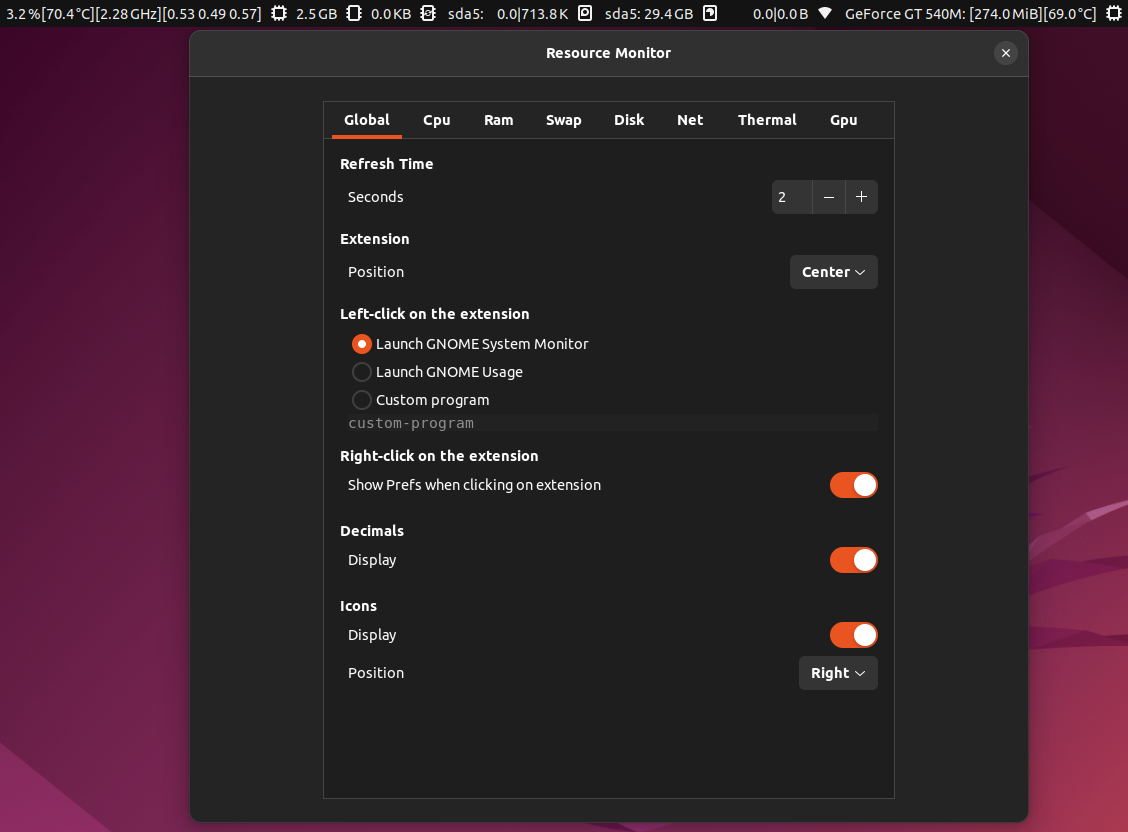 3.2 %[70.4 °C][2.28 GHz][0.53 0.49 0.57] 2.5 GB 0.0 KB sda5: 0.0|713.8 K sda5: 29.4 GB 0.0|0.0 B GeForce GT 540M: [274.0 MiB][69.0 °C]
Resource Monitor
Global Cpu Ram Swap Disk Net Thermal Gpu
Refresh Time
Seconds 2 − +
Extension
Position Center
Left-click on the extension
Launch GNOME System Monitor
Launch GNOME Usage
Custom program
custom-program
Right-click on the extension
Show Prefs when clicking on extension
Decimals
Display
Icons
Display
Position Right